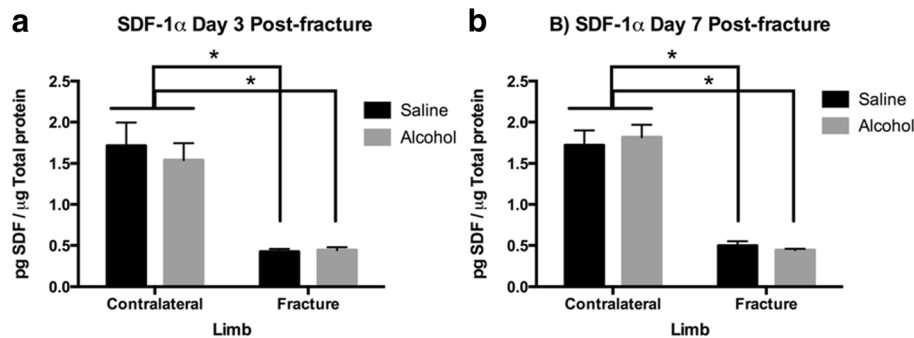 a
SDF-1α Day 3 Post-fracture
*
*
pg SDF / μg Total protein
2.5
2.0
1.5
1.0
0.5
0.0
Saline
Alcohol
Contralateral
Fracture
Limb
b
B) SDF-1α Day 7 Post-fracture
*
*
pg SDF / μg Total protein
2.5
2.0
1.5
1.0
0.5
0.0
Saline
Alcohol
Contralateral
Fracture
Limb